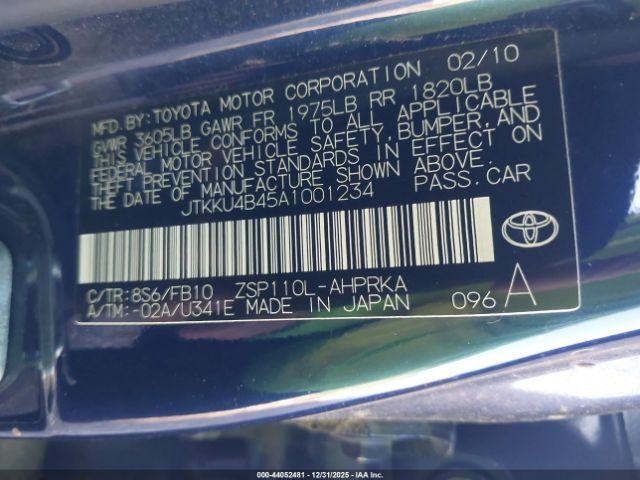 MFD.BY:TOYOTA MOTOR CORPORATION 02/10
GVWR 3605LB GAWR FR 1975LB RR 1820LB
THIS VEHICLE CONFORMS TO ALL APPLICABLE
FEDERAL MOTOR VEHICLE SAFETY, BUMPER, AND
THEFT PREVENTION STANDARDS IN EFFECT ON
THE DATE OF MANUFACTURE SHOWN ABOVE.
JTKKU4B45A1001234 PASS.CAR
C/TR:8S6/FB10 ZSP110L-AHPRKA
A/TM:-02A/U341E MADE IN JAPAN 096 A
000-44052481 - 12/31/2025 - IAAI.COM